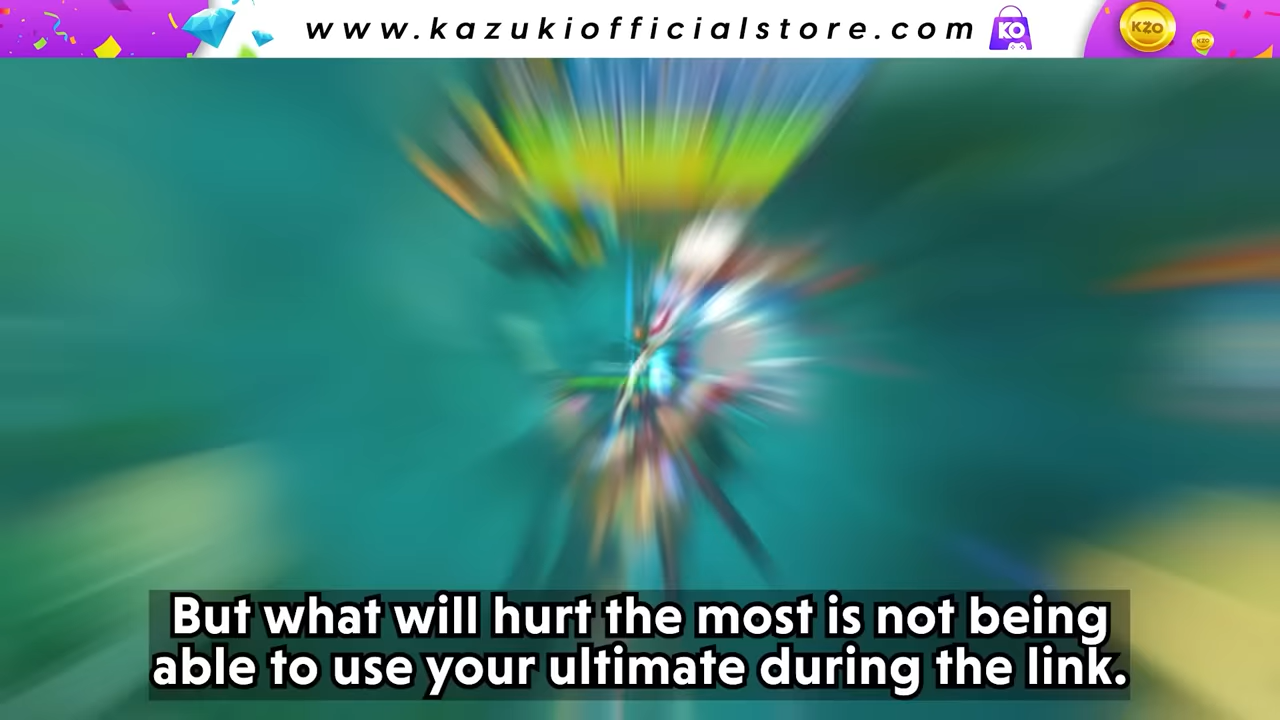 www.kazukiofficialstore.com
KO
KZO
KZO
But what will hurt the most is not being
able to use your ultimate during the link.